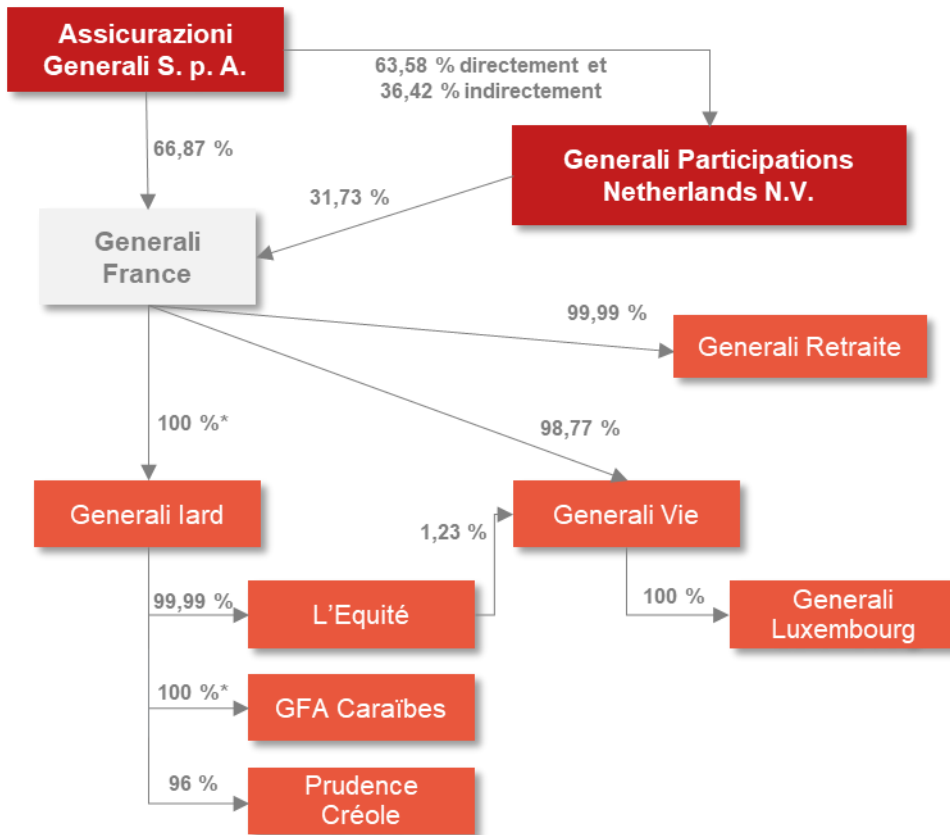 Assicurazioni
Generali S. p. A.
63,58 % directement et
36,42 % indirectement
66,87 %
Generali Participations
Netherlands N.V.
31,73 %
Generali
France
99,99 %
Generali Retraite
100 %*
98,77 %
Generali Iard
Generali Vie
1,23 %
99,99 %
L'Equité
100 %
Generali
Luxembourg
100 %*
GFA Caraïbes
96 %
Prudence
Créole